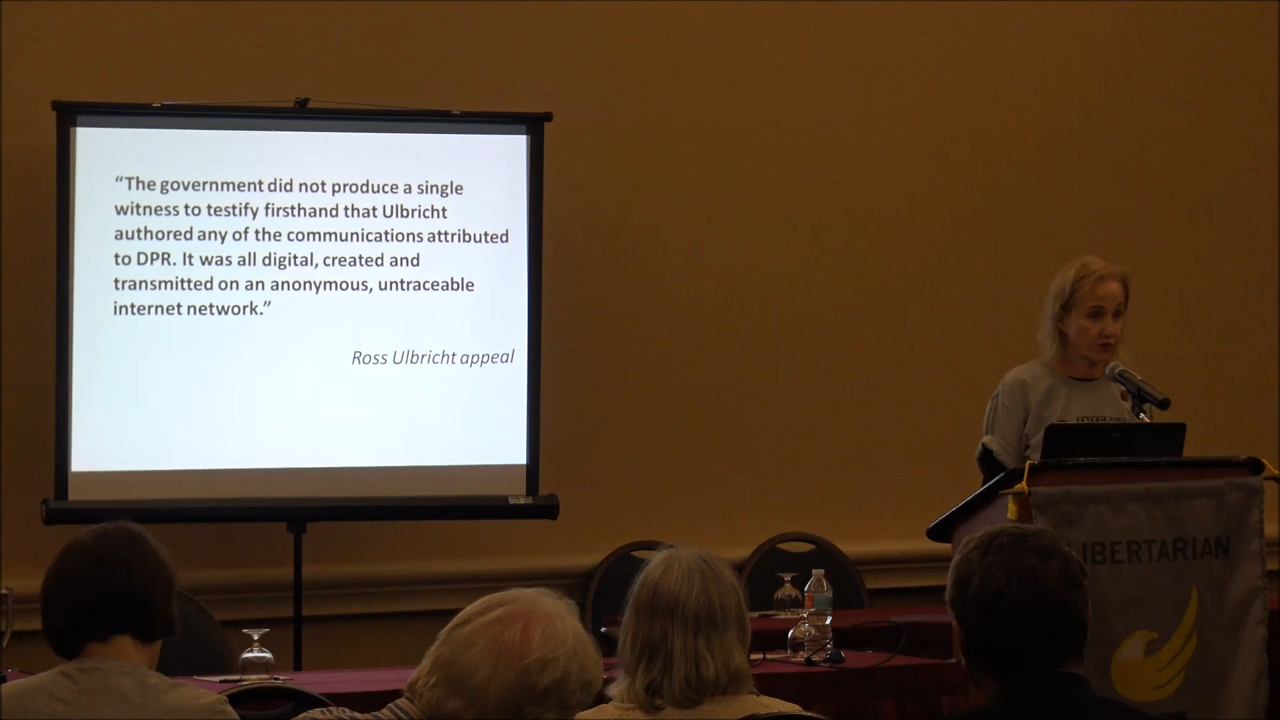 “The government did not produce a single
witness to testify firsthand that Ulbricht
authored any of the communications attributed
to DPR. It was all digital, created and
transmitted on an anonymous, untraceable
internet network.”
Ross Ulbricht appeal
LIBERTARIAN